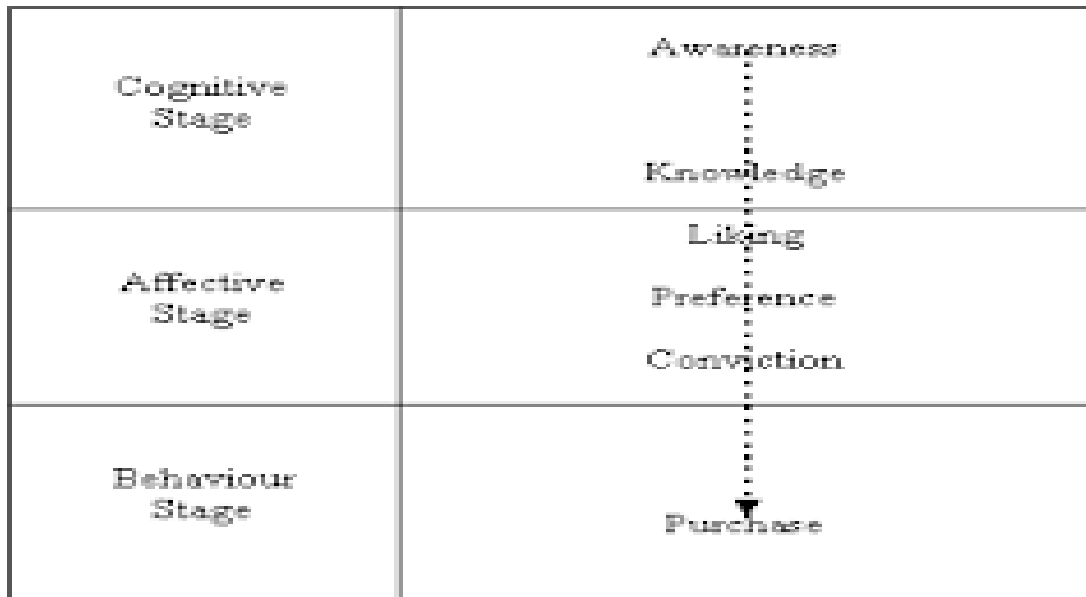 Cognitive
Stage
Awareness
Knowledge
Affective
Stage
Liking
Preference
Conviction
Behaviour
Stage
Purchase